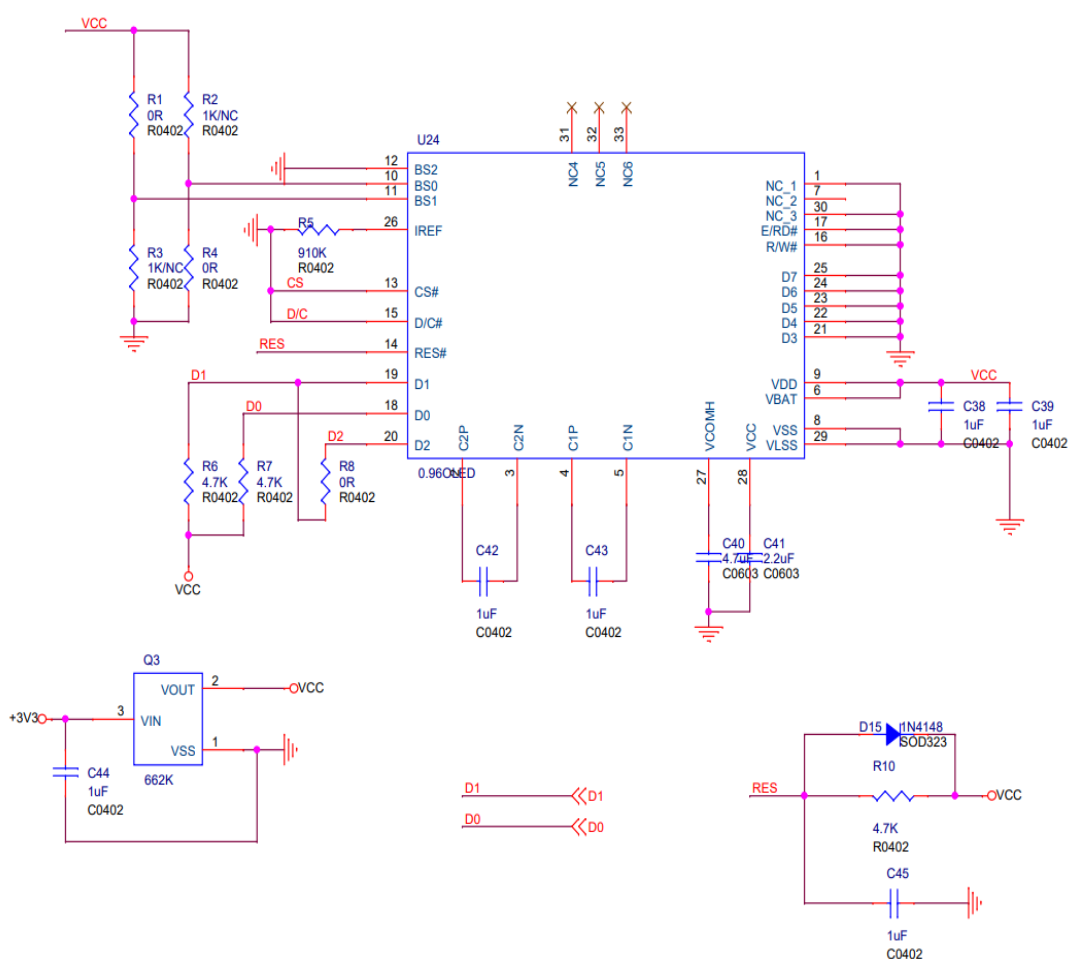 VCC
R1
0R
R0402
R2
1K/NC
R0402
R3
1K/NC
R0402
R4
0R
R0402
U24
31
32
33
NC4
NC5
NC6
12
BS2
10
BS0
11
BS1
R5
910K
R0402
26
IREF
CS
13
CS#
D/C
15
D/C#
RES
14
RES#
D1
19
D1
D0
18
D0
D2
20
D2
NC_1
1
NC_2
7
NC_3
30
E/RD#
17
R/W#
16
D7
25
D6
24
D5
23
D4
22
D3
21
VDD
9
VCC
VBAT
6
VSS
8
VLSS
29
C38
1uF
C0402
C39
1uF
C0402
C2P
C2N
C1P
C1N
VCOMH
VCC
0.96OLED
2
3
4
5
27
28
R6
4.7K
R0402
R7
4.7K
R0402
R8
0R
R0402
VCC
C42
1uF
C0402
C43
1uF
C0402
C40
4.7uF
C0603
C41
2.2uF
C0603
Q3
VOUT
2
VCC
+3V3
3
VIN
VSS
1
662K
C44
1uF
C0402
D1
D1
D0
D0
D15
1N4148
SOD323
R10
RES
VCC
4.7K
R0402
C45
1uF
C0402